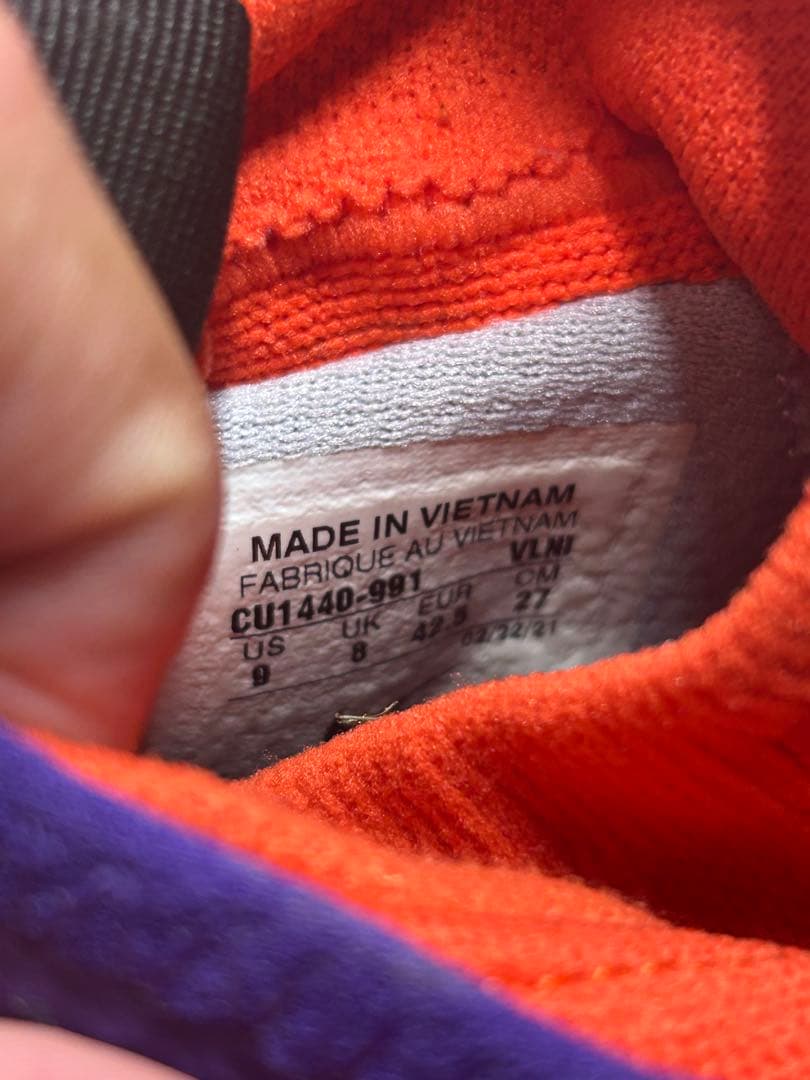 MADE IN VIETNAM
FABRIQUE AU VIETNAM
CU1440-991 VLNI
US UK EUR CM
9 8 42.5 27
02/22/21